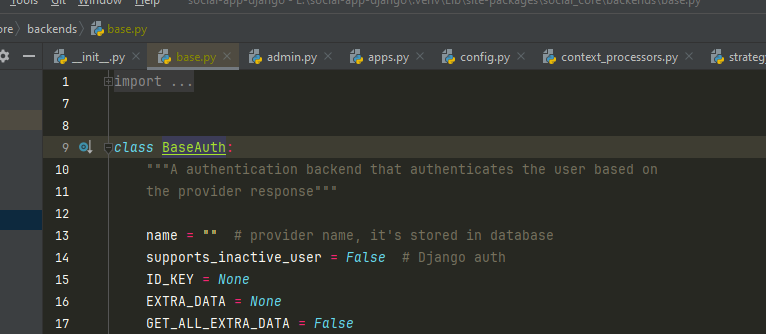 Tools Window Help social-app-django - E:\social-app-django\.venv\Lib\site-packages\social_core\backends\base.py
ore backends base.py
__init__.py base.py admin.py apps.py config.py context_processors.py strategy
1 import ...
7
8
9 class BaseAuth:
10 """A authentication backend that authenticates the user based on
11 the provider response"""
12
13 name = "" # provider name, it's stored in database
14 supports_inactive_user = False # Django auth
15 ID_KEY = None
16 EXTRA_DATA = None
17 GET_ALL_EXTRA_DATA = False